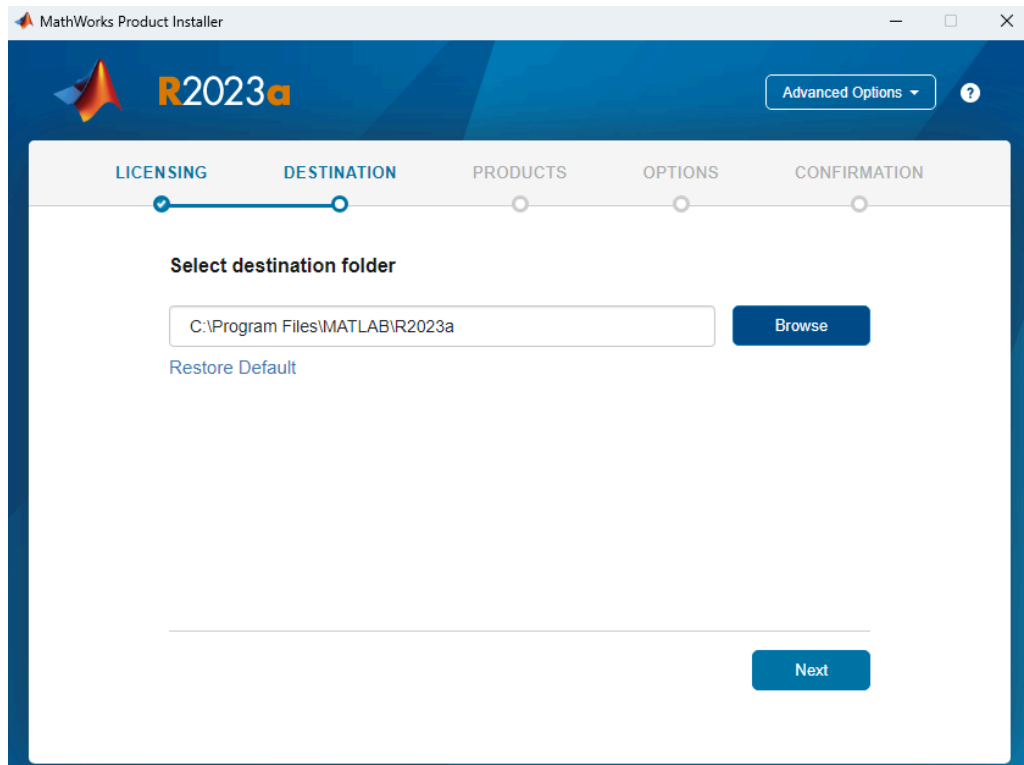 MathWorks Product Installer
R2023a
Advanced Options
?
LICENSING DESTINATION PRODUCTS OPTIONS CONFIRMATION
Select destination folder
C:\Program Files\MATLAB\R2023a
Browse
Restore Default
Next